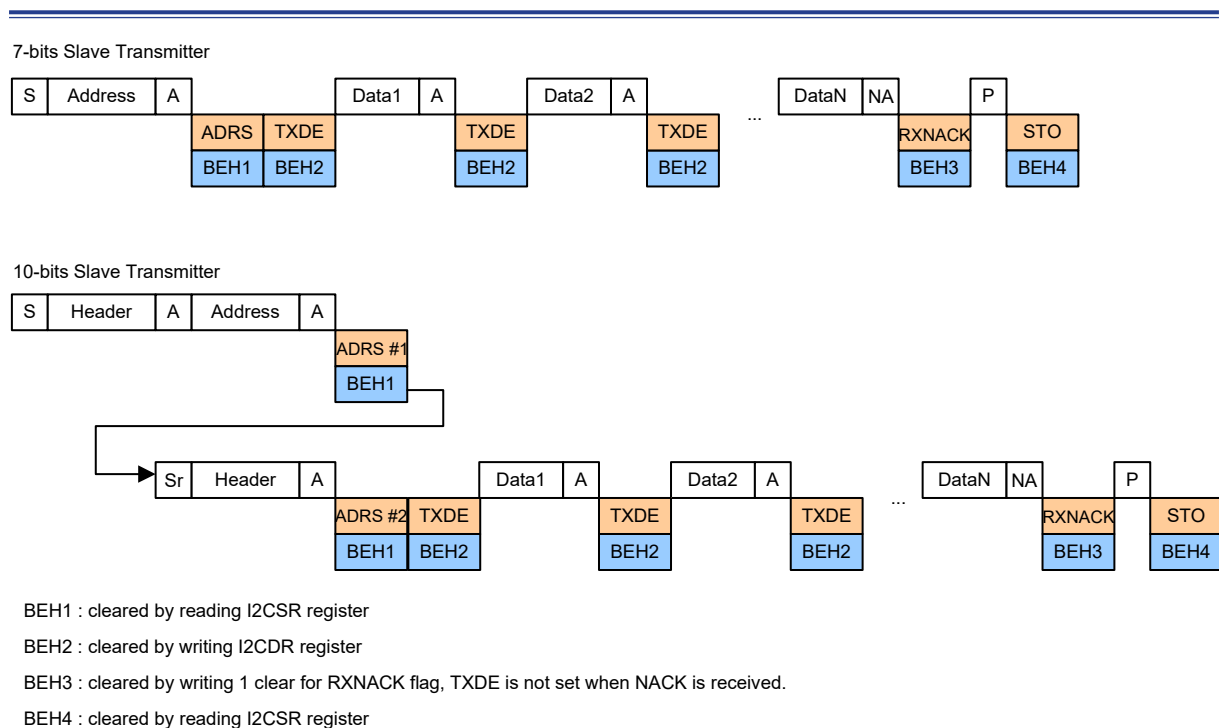 7-bits Slave Transmitter
S Address A Data1 A Data2 A ... DataN NA P
ADRS TXDE TXDE TXDE RXNACK STO
BEH1 BEH2 BEH2 BEH2 BEH3 BEH4
10-bits Slave Transmitter
S Header A Address A
ADRS #1
BEH1
Sr Header A Data1 A Data2 A ... DataN NA P
ADRS #2 TXDE TXDE TXDE RXNACK STO
BEH1 BEH2 BEH2 BEH2 BEH3 BEH4
BEH1 : cleared by reading I2CSR register
BEH2 : cleared by writing I2CDR register
BEH3 : cleared by writing 1 clear for RXNACK flag, TXDE is not set when NACK is received.
BEH4 : cleared by reading I2CSR register